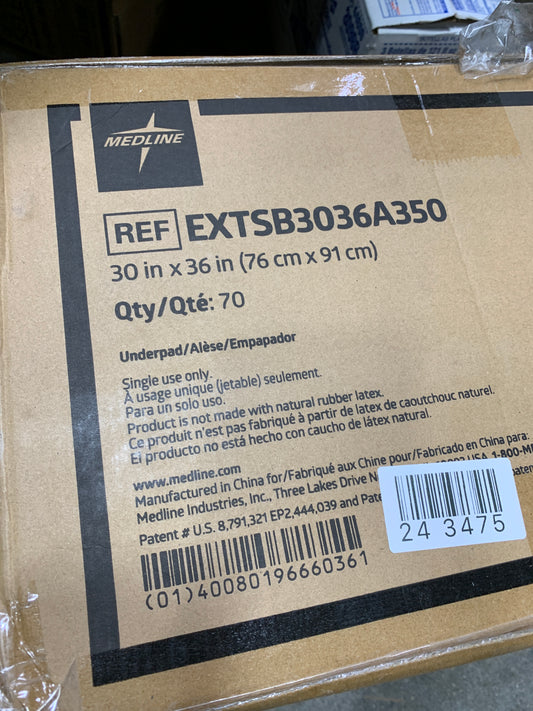 MEDLINE
REF EXTSB3036A350
30 in x 36 in (76 cm x 91 cm)
Qty/Qté: 70
Underpad/Alèse/Empapador
Single use only.
À usage unique (jetable) seulement.
Para un solo uso.
Product is not made with natural rubber latex.
Ce produit n'est pas fabriqué à partir de latex de caoutchouc naturel.
El producto no está hecho con caucho de látex natural.
www.medline.com
Manufactured in China for/Fabriqué aux Chine pour/Fabricado en China para:
Medline Industries, Inc., Three Lakes Drive USA 1-800-
Patent # U.S. 8,791,321 EP2,444,039 and
24 3475
(01)40080196660361